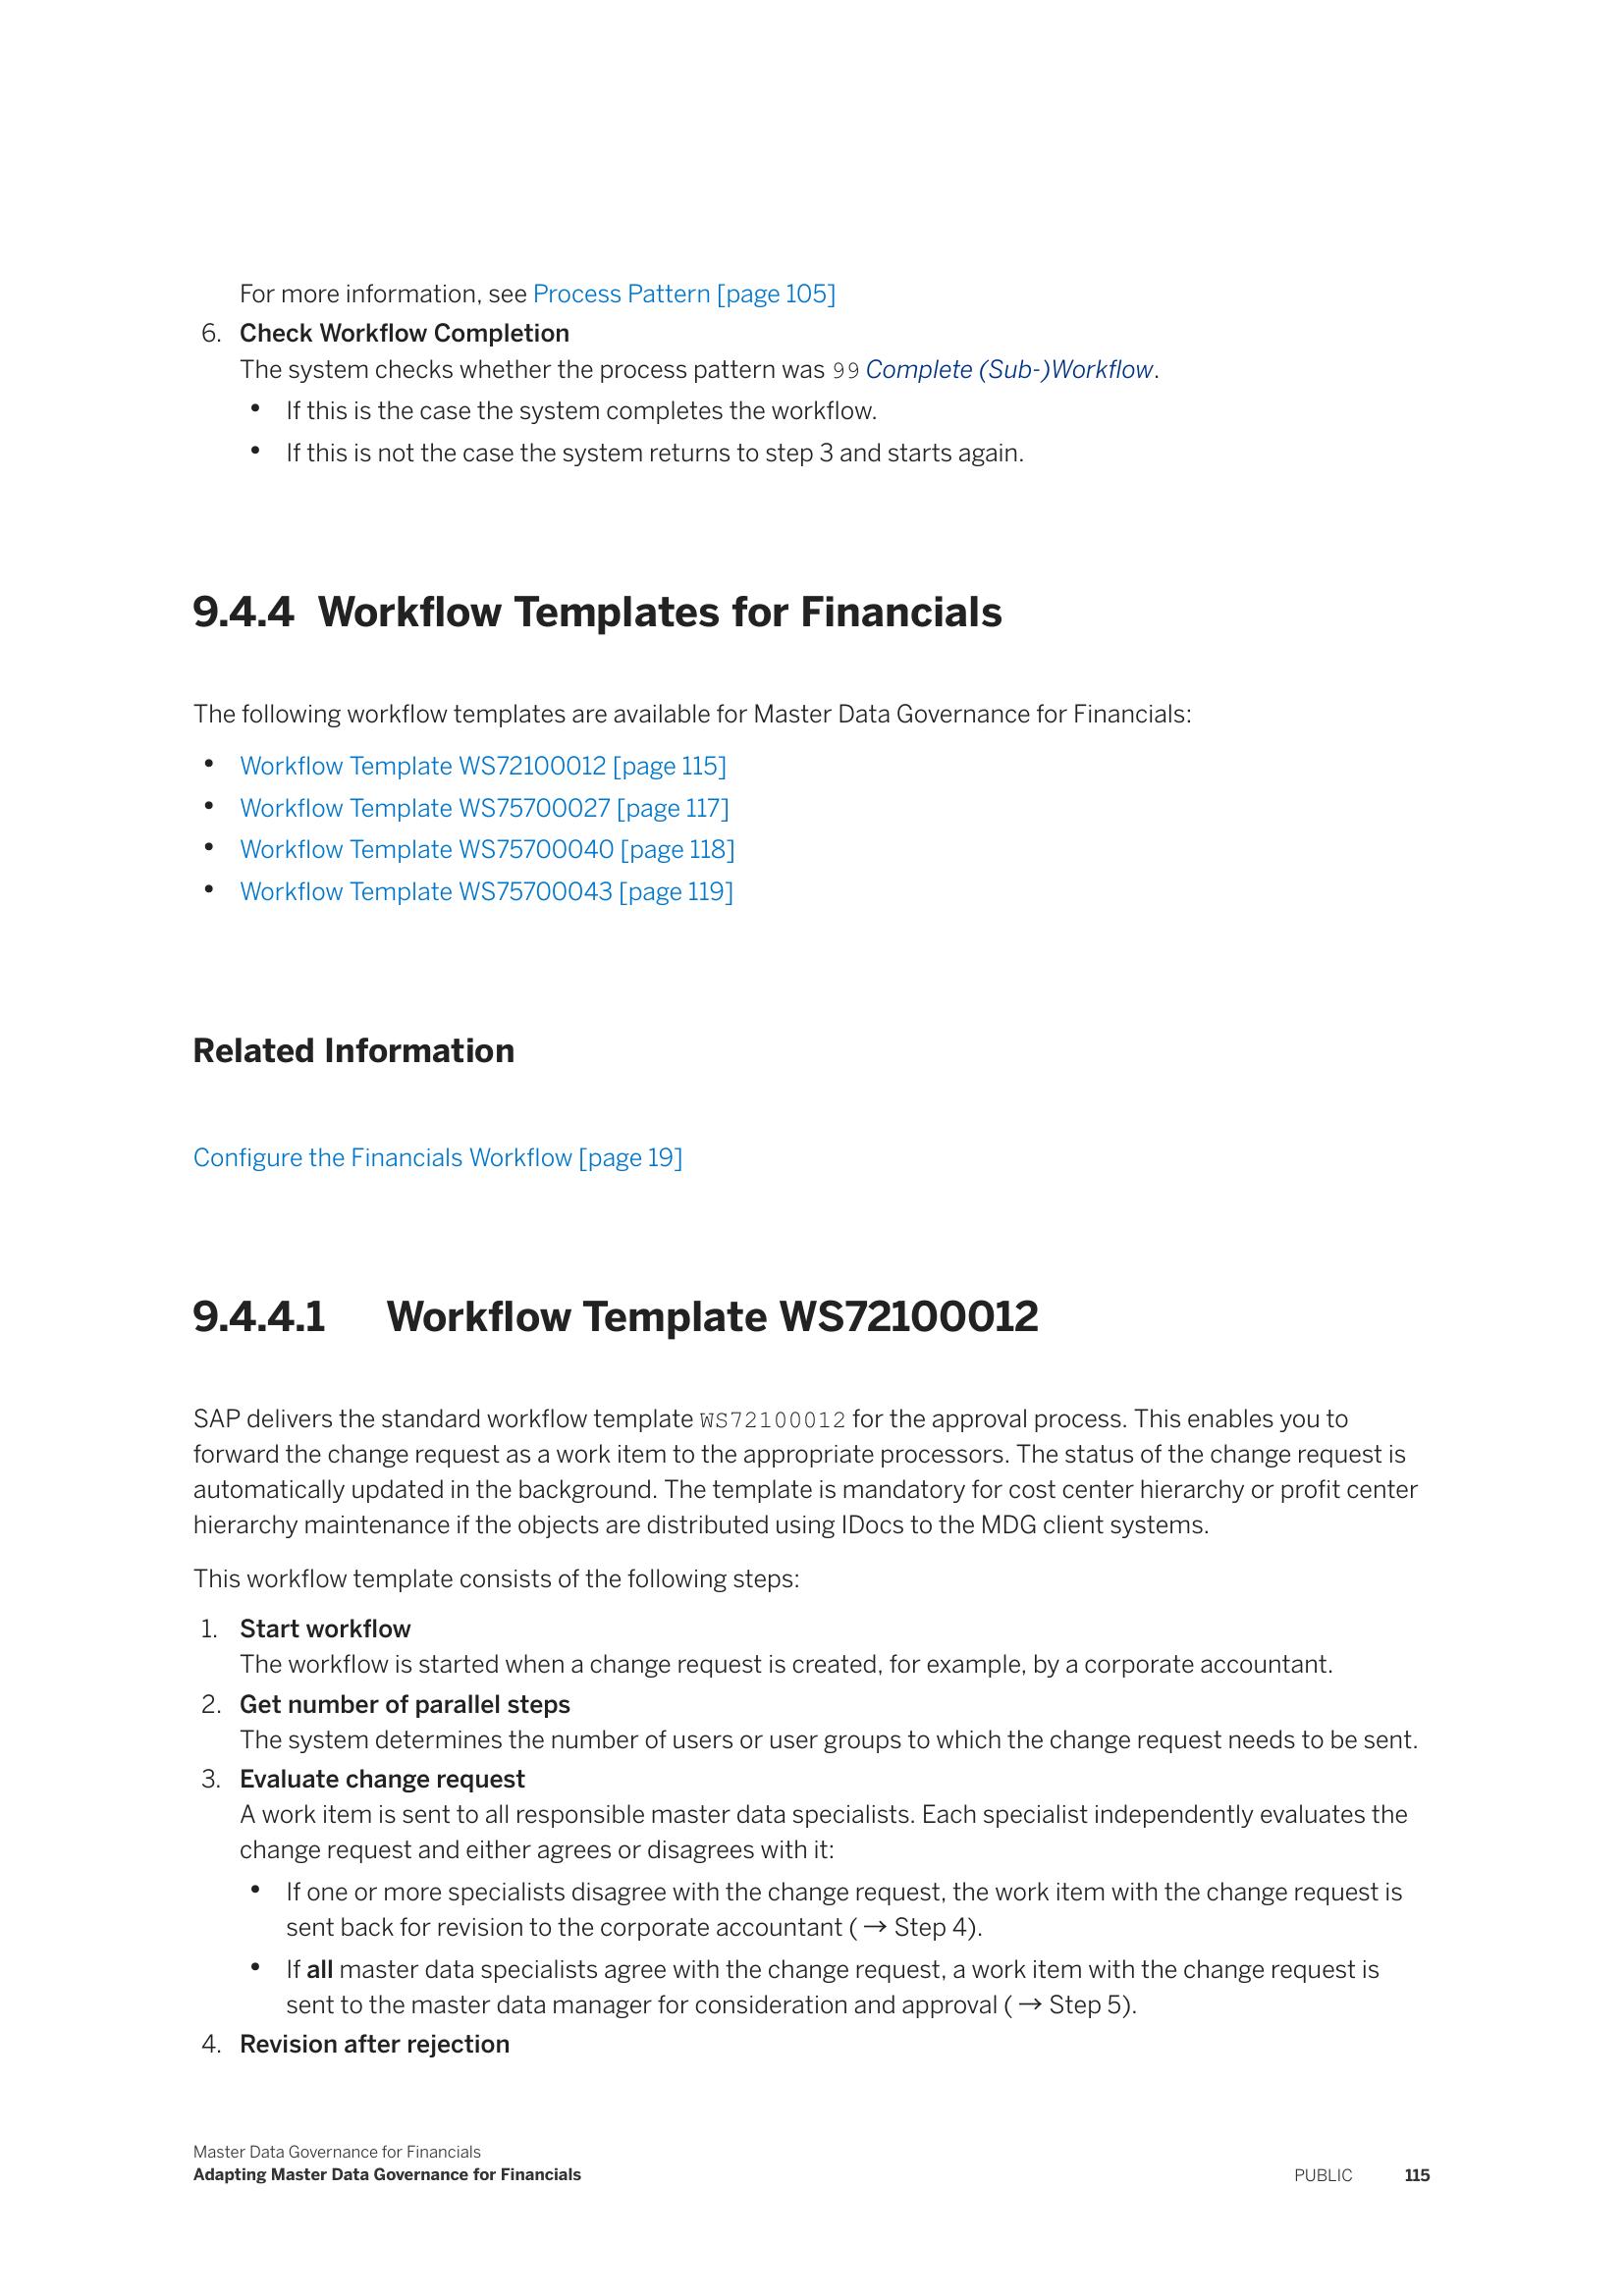 For more information, see Process Pattern [page 105]
6. Check Workflow Completion
The system checks whether the process pattern was 99 Complete (Sub-)Workflow.
• If this is the case the system completes the workflow.
• If this is not the case the system returns to step 3 and starts again.
9.4.4 Workflow Templates for Financials
The following workflow templates are available for Master Data Governance for Financials:
• Workflow Template WS72100012 [page 115]
• Workflow Template WS75700027 [page 117]
• Workflow Template WS75700040 [page 118]
• Workflow Template WS75700043 [page 119]
Related Information
Configure the Financials Workflow [page 19]
9.4.4.1 Workflow Template WS72100012
SAP delivers the standard workflow template WS72100012 for the approval process. This enables you to
forward the change request as a work item to the appropriate processors. The status of the change request is
automatically updated in the background. The template is mandatory for cost center hierarchy or profit center
hierarchy maintenance if the objects are distributed using IDocs to the MDG client systems.
This workflow template consists of the following steps:
1. Start workflow
The workflow is started when a change request is created, for example, by a corporate accountant.
2. Get number of parallel steps
The system determines the number of users or user groups to which the change request needs to be sent.
3. Evaluate change request
A work item is sent to all responsible master data specialists. Each specialist independently evaluates the
change request and either agrees or disagrees with it:
• If one or more specialists disagree with the change request, the work item with the change request is
sent back for revision to the corporate accountant ( → Step 4).
• If all master data specialists agree with the change request, a work item with the change request is
sent to the master data manager for consideration and approval ( → Step 5).
4. Revision after rejection
Master Data Governance for Financials
Adapting Master Data Governance for Financials
PUBLIC 115